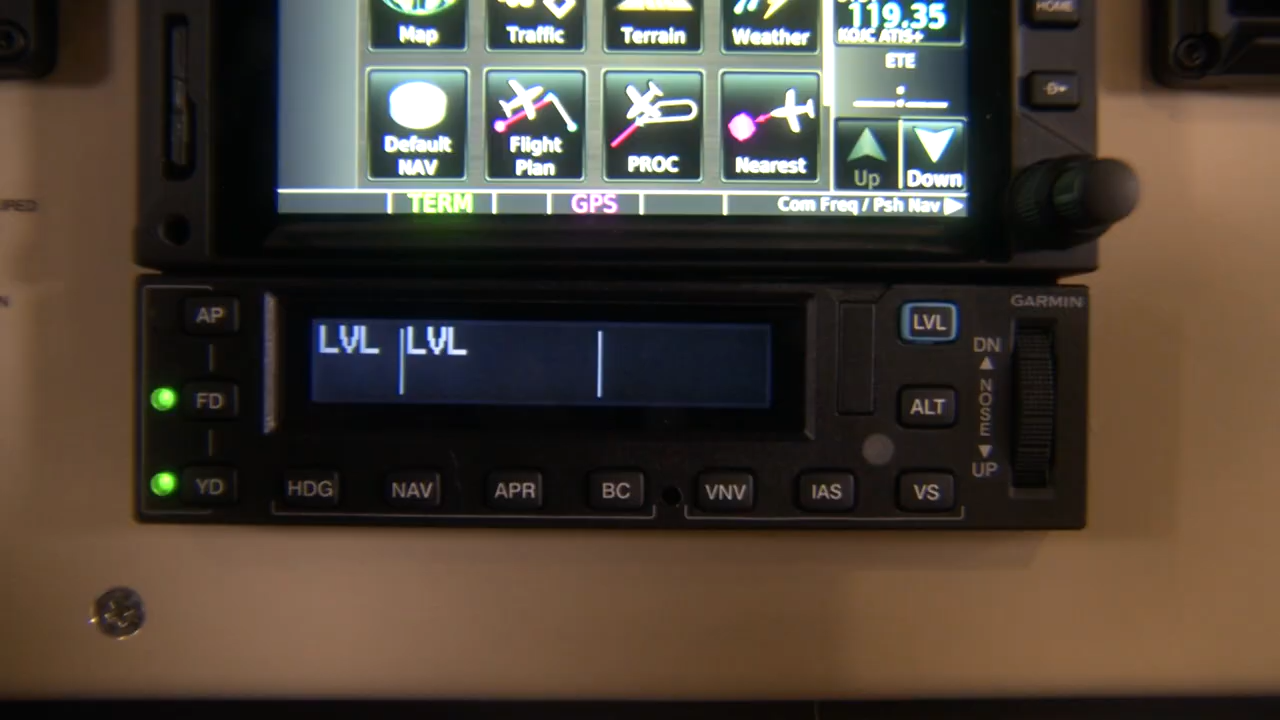 HOME
119.35
KOJC ATIS+
Map
Traffic
Terrain
Weather
ETE
Default
NAV
Flight
Plan
PROC
Nearest
Up
Down
TERM
GPS
Com Freq / Psh Nav
GARMIN
AP
LVL
LVL
LVL
DN
NOSE
UP
FD
ALT
YD
HDG
NAV
APR
BC
VNV
IAS
VS